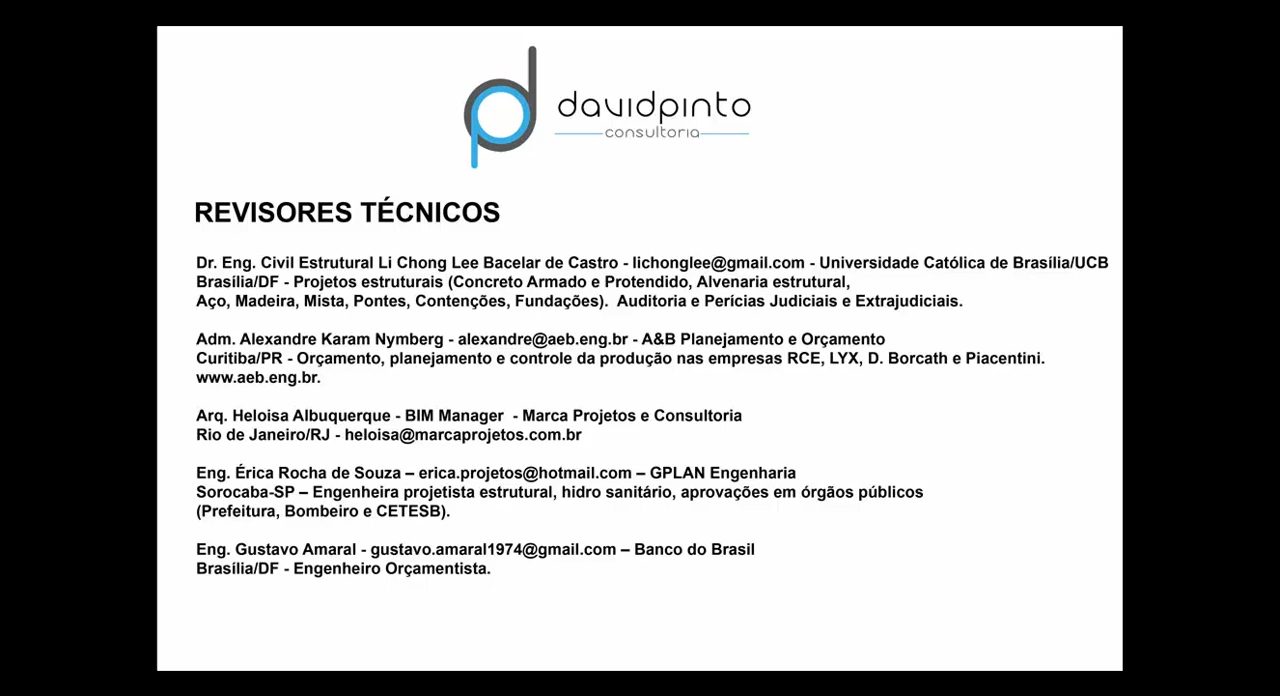 davidpinto
consultoria
REVISORES TÉCNICOS
Dr. Eng. Civil Estrutural Li Chong Lee Bacelar de Castro - lichonglee@gmail.com - Universidade Católica de Brasília/UCB
Brasília/DF - Projetos estruturais (Concreto Armado e Protendido, Alvenaria estrutural,
Aço, Madeira, Mista, Pontes, Contenções, Fundações).  Auditoria e Perícias Judiciais e Extrajudiciais.
Adm. Alexandre Karam Nymberg - alexandre@aeb.eng.br - A&B Planejamento e Orçamento
Curitiba/PR - Orçamento, planejamento e controle da produção nas empresas RCE, LYX, D. Borcath e Piacentini.
www.aeb.eng.br.
Arq. Heloisa Albuquerque - BIM Manager  - Marca Projetos e Consultoria
Rio de Janeiro/RJ - heloisa@marcaprojetos.com.br
Eng. Érica Rocha de Souza – erica.projetos@hotmail.com – GPLAN Engenharia
Sorocaba-SP – Engenheira projetista estrutural, hidro sanitário, aprovações em órgãos públicos
(Prefeitura, Bombeiro e CETESB).
Eng. Gustavo Amaral - gustavo.amaral1974@gmail.com – Banco do Brasil
Brasília/DF - Engenheiro Orçamentista.